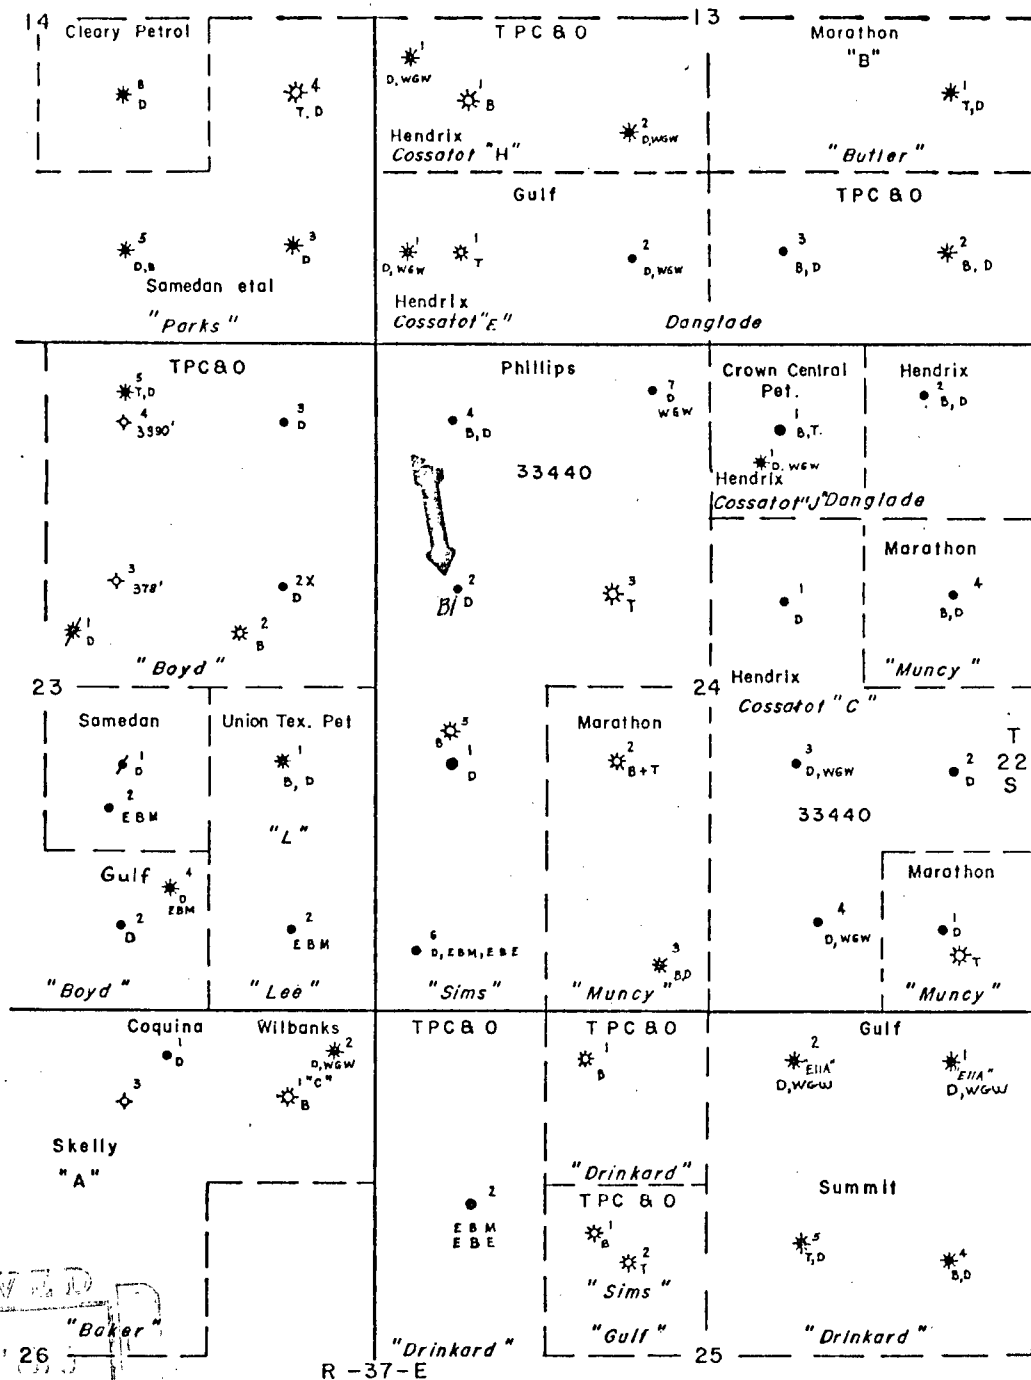 14
13
Cleary Petrol
TPC & O
Marathon
"B"
8
D
4
T. D
1
D, WGW
1
B
2
D, WGW
1
T, D
Hendrix
Cossatot "H"
"Butler"
Gulf
TPC & O
5
D, B
3
D
1
D, WGW
1
T
2
D, WGW
3
B, D
2
B, D
Samedan etal
"Parks"
Hendrix
Cossatot "E"
Danglade
TPC & O
Phillips
Crown Central
Pet.
Hendrix
5
T, D
4
3990'
3
D
4
B, D
7
D
WGW
1
B, T.
2
B, D
33440
1
D, WGW
Hendrix
Cossatot "J"
Danglade
Marathon
3
378'
2X
D
2
D
B/
3
T
1
D
4
B, D
1
D
2
B
"Boyd"
"Muncy"
23
24
Hendrix
Cossatot "C"
Samedan
Union Tex. Pet
Marathon
T
22
S
1
D
2
EBM
1
B, D
5
B
1
D
2
B+T
3
D, WGW
2
D
"L"
33440
Gulf
Marathon
4
D
EBM
2
D
2
EBM
6
D, EBM, EBE
3
B,D
4
D, WGW
1
D
T
"Boyd"
"Lee"
"Sims"
"Muncy"
"Muncy"
Coquina
Wilbanks
TPC & O
TPC & O
Gulf
1
D
2
D, WGW
3
1 "C"
B
1
B
2
"E11A"
D, WGW
1
"E11A"
D, WGW
Skelly
"A"
"Drinkard"
Summit
2
EBM
EBE
TPC & O
1
B
2
T
5
T, D
4
B,D
"Sims"
"Baker"
"Drinkard"
"Gulf"
"Drinkard"
26
25
R-37-E